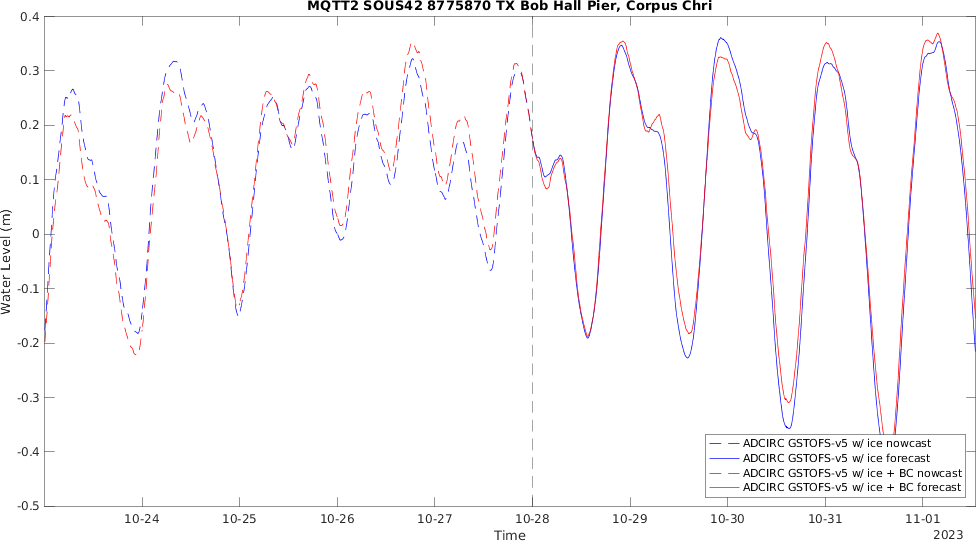 MQTT2 SOUS42 8775870 TX Bob Hall Pier, Corpus Chri
0.4
0.3
0.2
0.1
0
-0.1
-0.2
-0.3
-0.4
-0.5
Water Level (m)
10-24 10-25 10-26 10-27 10-28 10-29 10-30 10-31 11-01
Time
2023
ADCIRC GSTOFS-v5 w/ ice nowcast
ADCIRC GSTOFS-v5 w/ ice forecast
ADCIRC GSTOFS-v5 w/ ice + BC nowcast
ADCIRC GSTOFS-v5 w/ ice + BC forecast